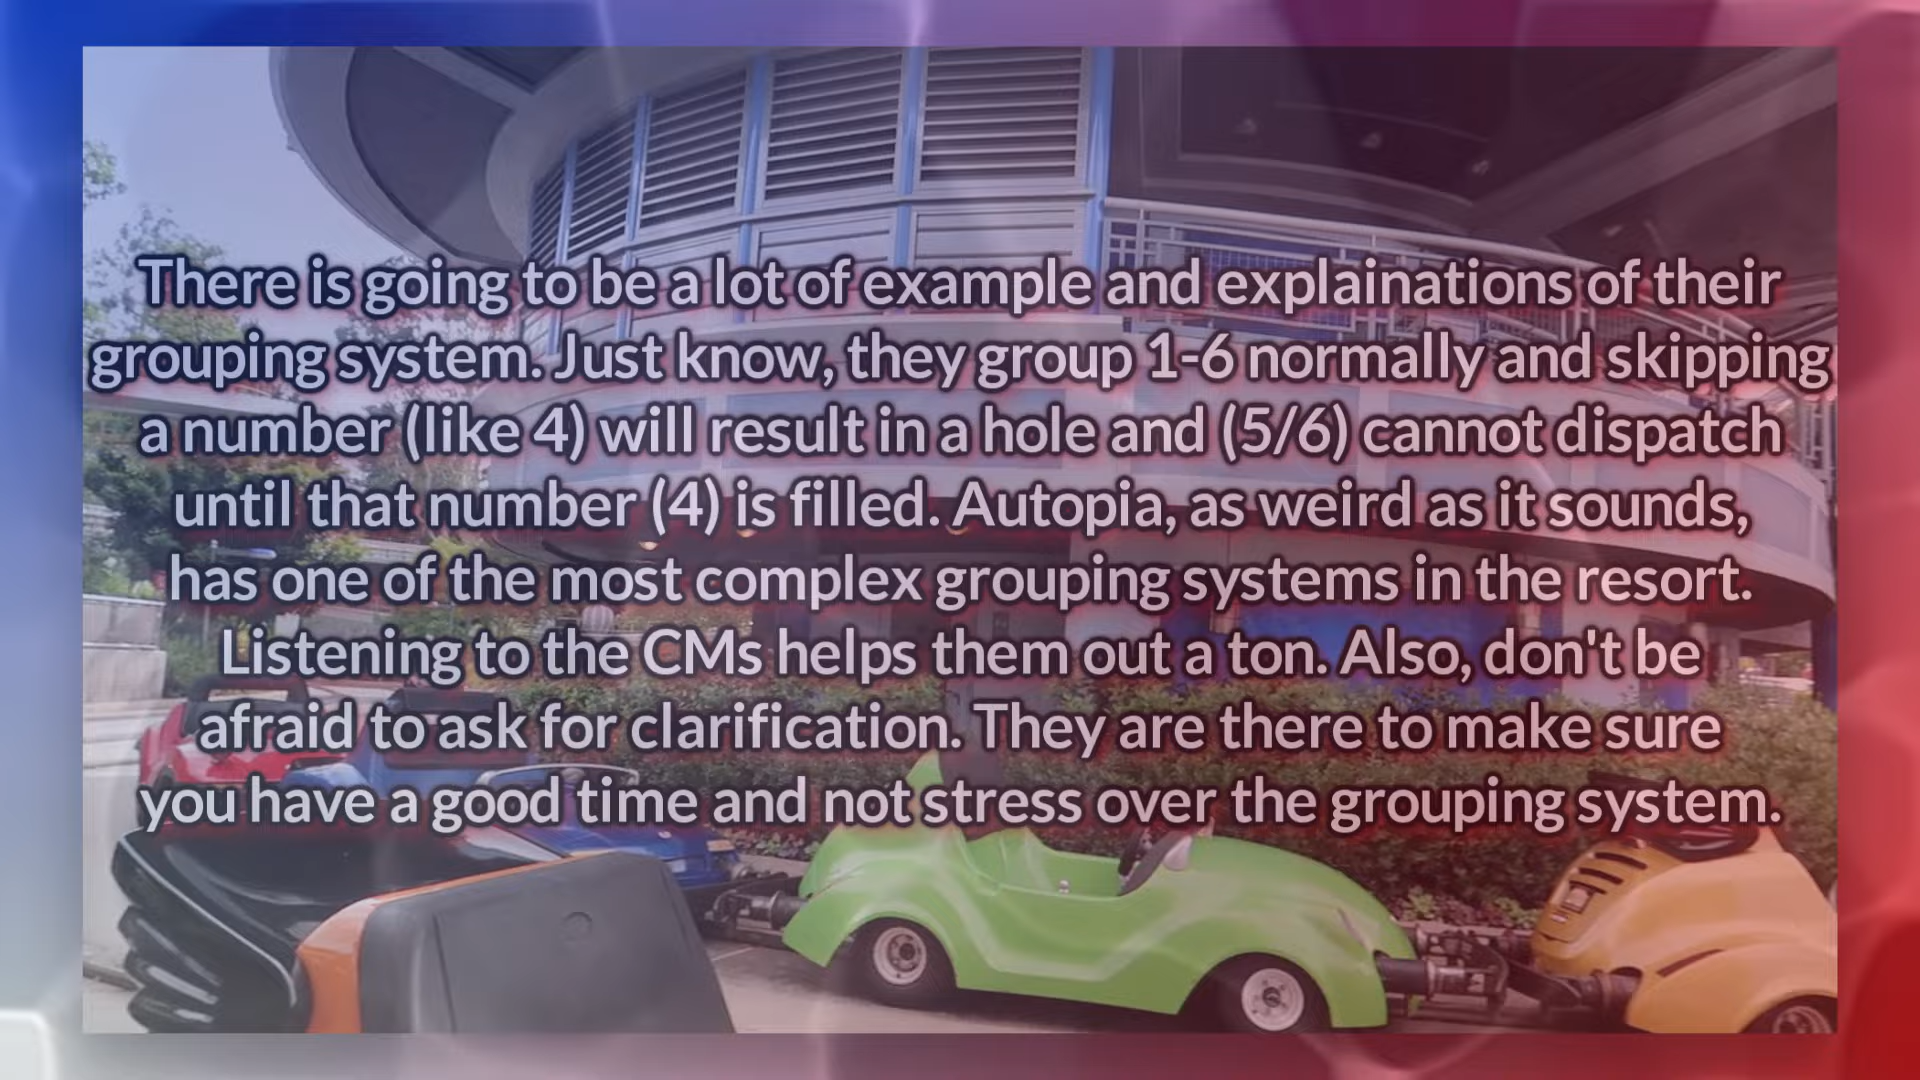 There is going to be a lot of example and explainations of their
grouping system. Just know, they group 1-6 normally and skipping
a number (like 4) will result in a hole and (5/6) cannot dispatch
until that number (4) is filled. Autopia, as weird as it sounds,
has one of the most complex grouping systems in the resort.
Listening to the CMs helps them out a ton. Also, don't be
afraid to ask for clarification. They are there to make sure
you have a good time and not stress over the grouping system.